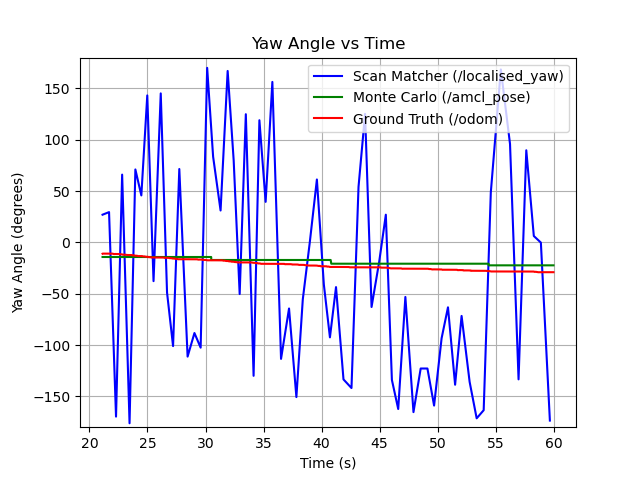 Yaw Angle vs Time
Scan Matcher (/localised_yaw)
Monte Carlo (/amcl_pose)
Ground Truth (/odom)
Yaw Angle (degrees)
150
100
50
0
−50
−100
−150
20 25 30 35 40 45 50 55 60
Time (s)